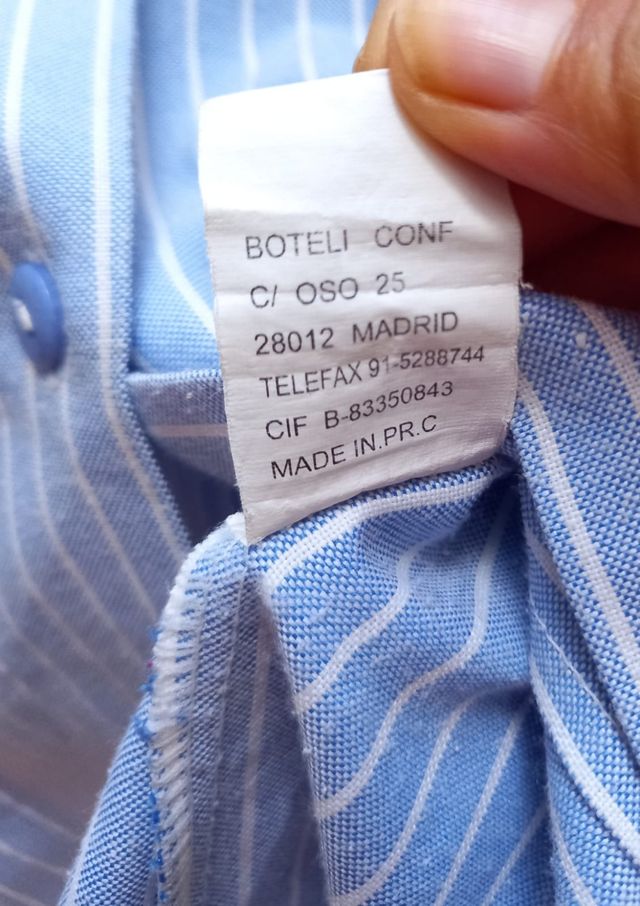 BOTELI CONF
C/ OSO 25
28012 MADRID
TELEFAX 91-5288744
CIF B-83350843
MADE IN.PR.C